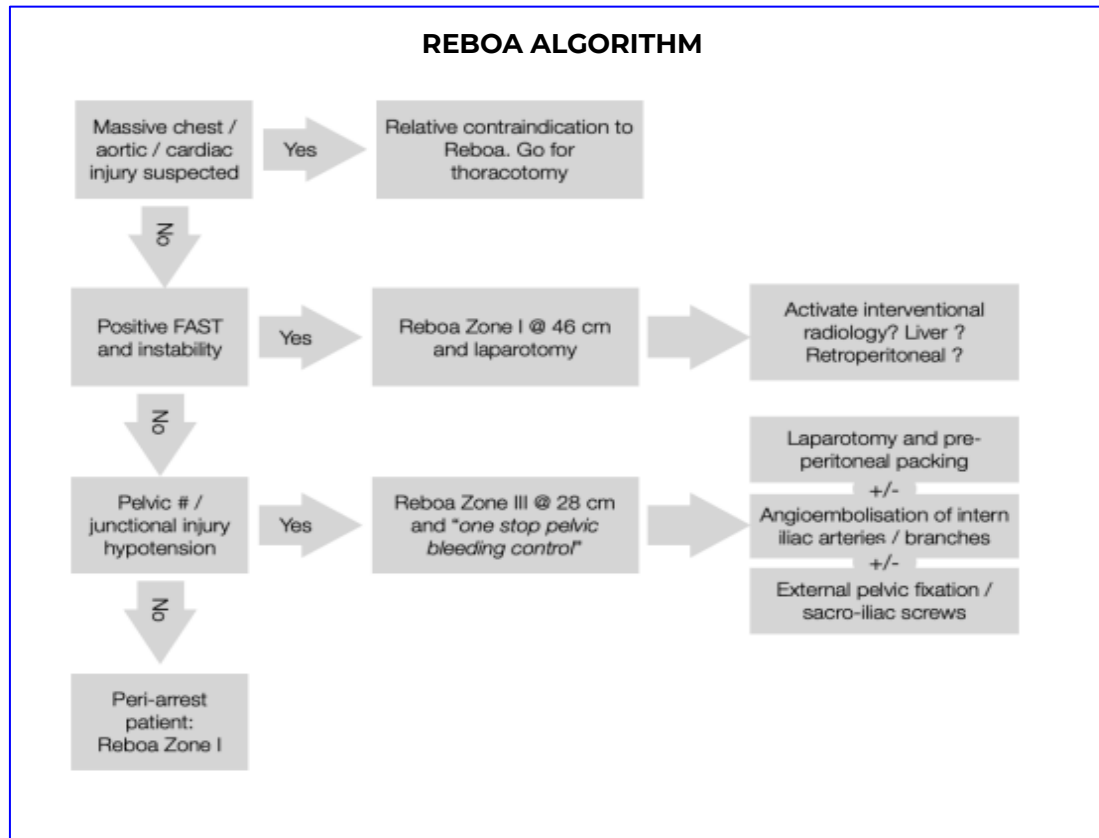 REBOA ALGORITHM
Massive chest /
aortic / cardiac
injury suspected
Yes
Relative contraindication to
Reboa. Go for
thoracotomy
No
Positive FAST
and instability
Yes
Reboa Zone I @ 46 cm
and laparotomy
Activate interventional
radiology? Liver ?
Retroperitoneal ?
No
Pelvic # /
junctional injury
hypotension
Yes
Reboa Zone III @ 28 cm
and “one stop pelvic
bleeding control”
Laparotomy and pre-
peritoneal packing
+/-
Angioembolisation of intern
iliac arteries / branches
+/-
External pelvic fixation /
sacro-iliac screws
No
Peri-arrest
patient:
Reboa Zone I